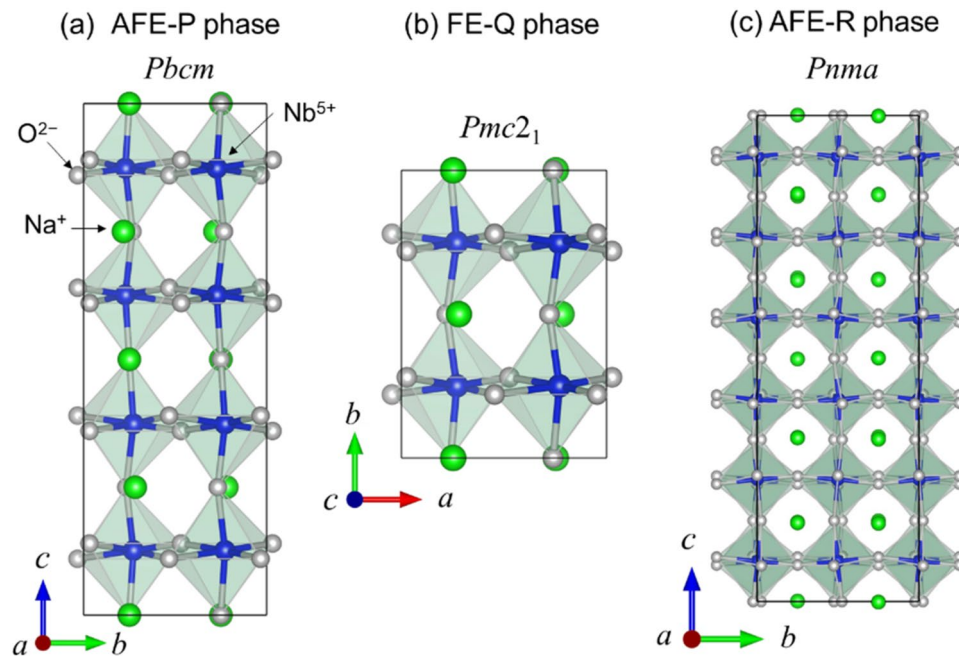 (a) AFE-P phase
Pbcm
O²⁻
Nb⁵⁺
Na⁺
c
a
b
(b) FE-Q phase
Pmc2₁
b
c
a
(c) AFE-R phase
Pnma
c
a
b